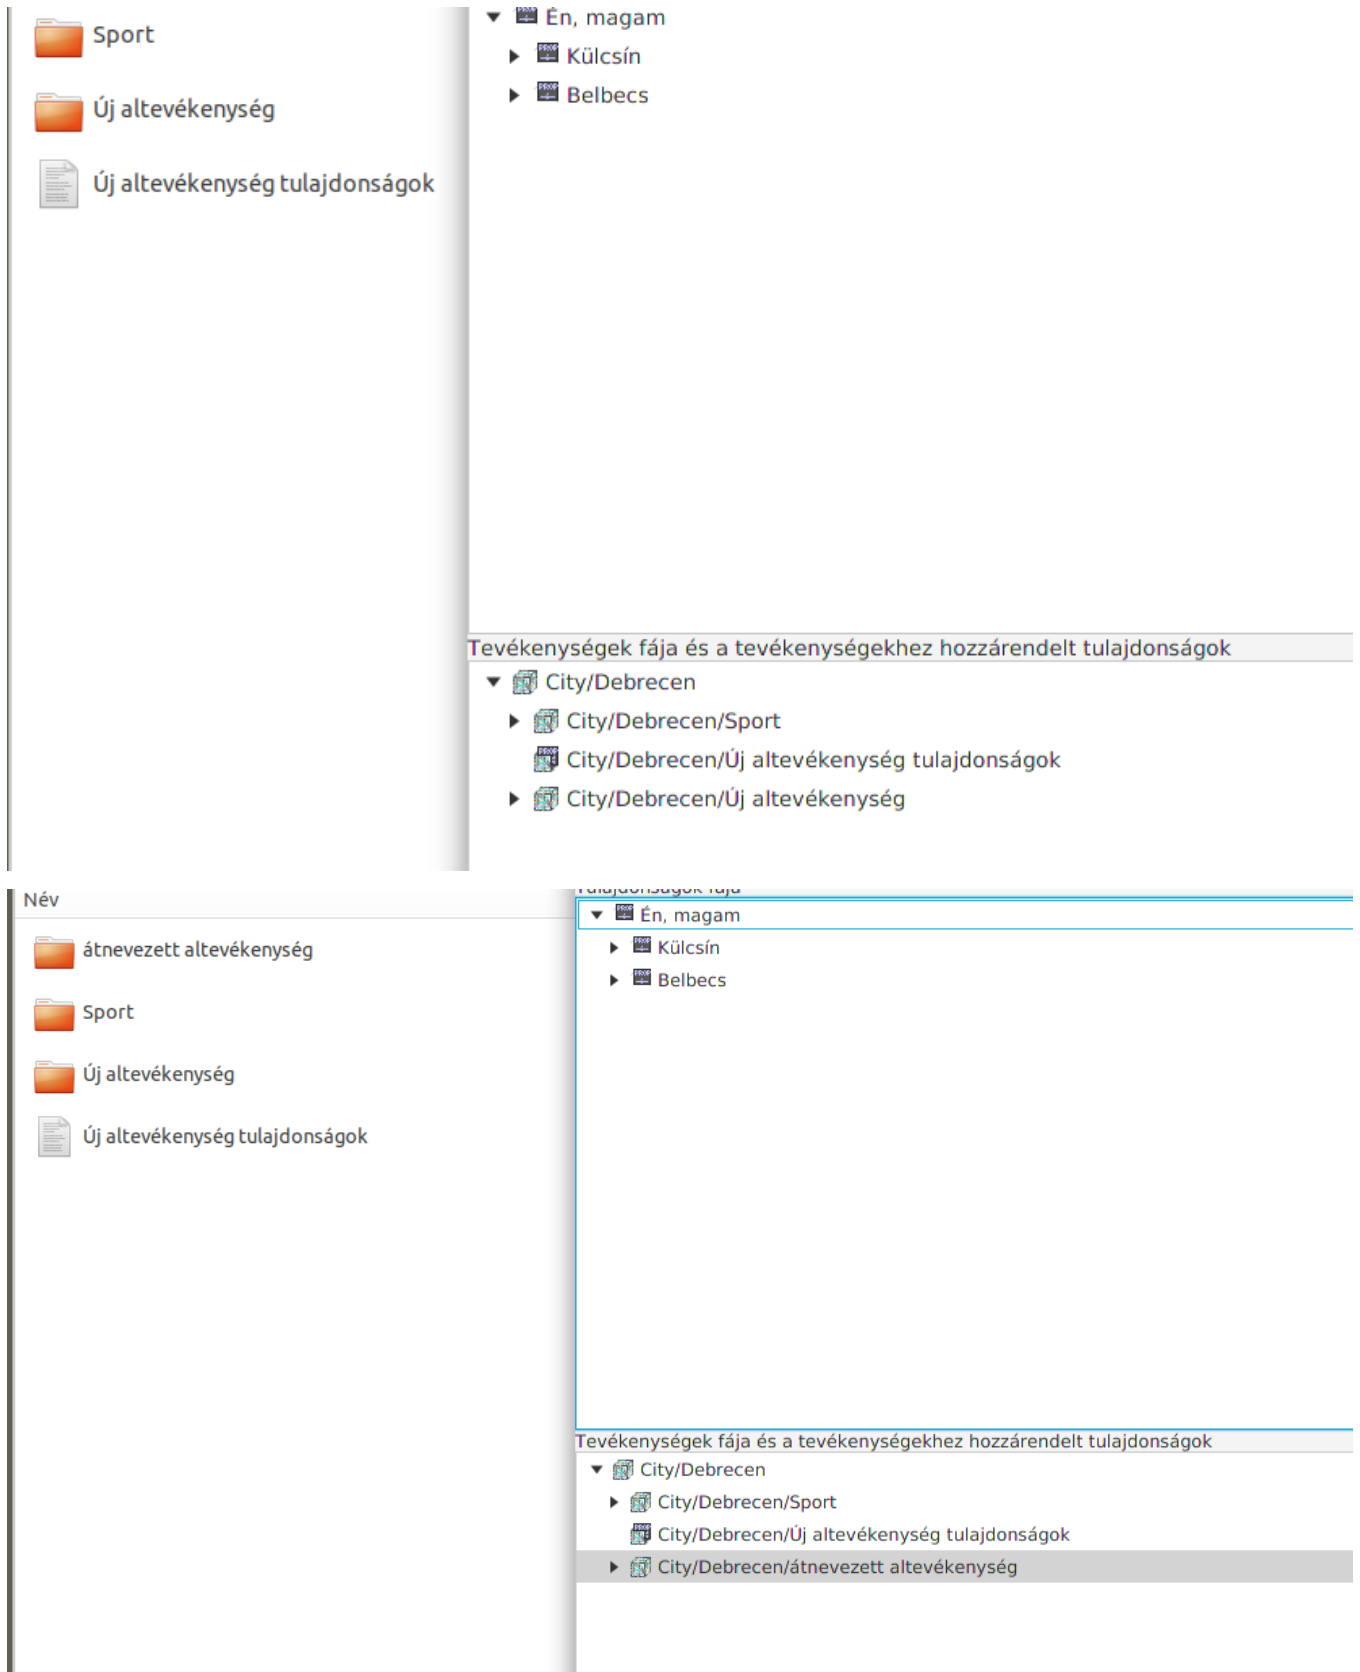 Sport
Új altevékenység
Új altevékenység tulajdonságok
Én, magam
Külcsín
Belbecs
Tevékenységek fája és a tevékenységekhez hozzárendelt tulajdonságok
City/Debrecen
City/Debrecen/Sport
City/Debrecen/Új altevékenység tulajdonságok
City/Debrecen/Új altevékenység
Név
átnevezett altevékenység
Sport
Új altevékenység
Új altevékenység tulajdonságok
Tulajdonságok fája
Én, magam
Külcsín
Belbecs
Tevékenységek fája és a tevékenységekhez hozzárendelt tulajdonságok
City/Debrecen
City/Debrecen/Sport
City/Debrecen/Új altevékenység tulajdonságok
City/Debrecen/átnevezett altevékenység